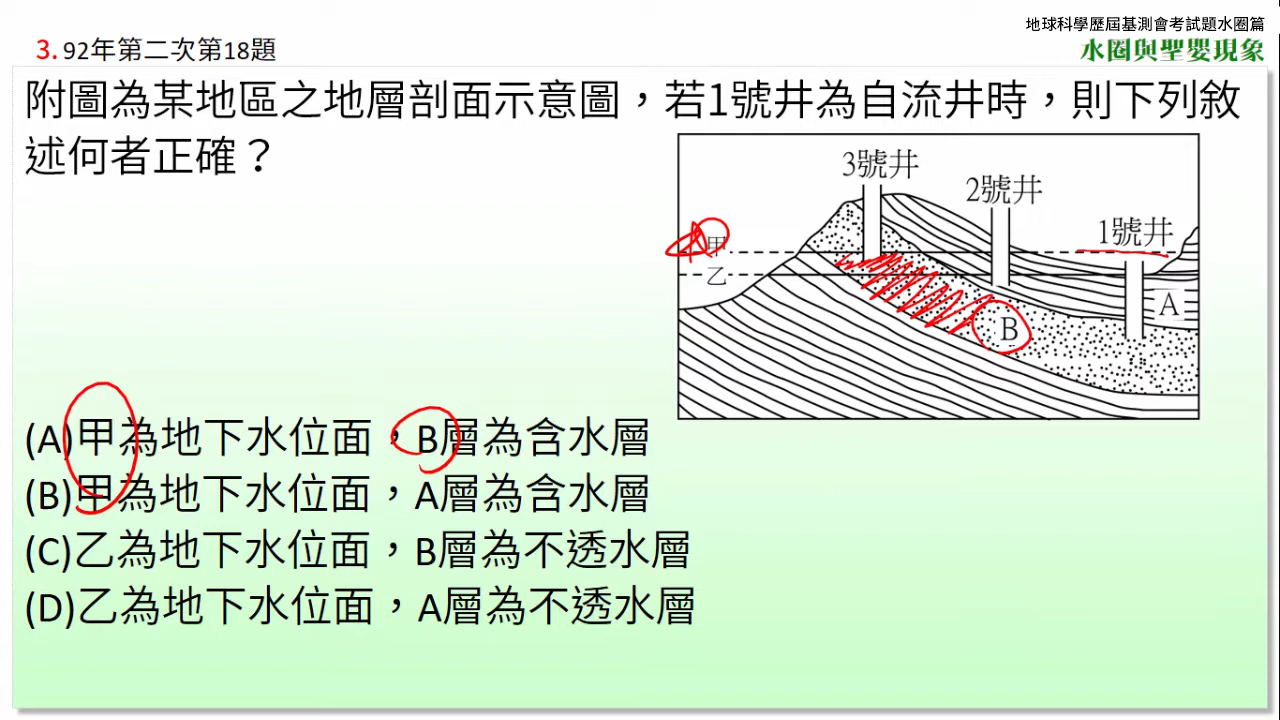 地球科學歷屆基測會考試題水圈篇
水圈與聖嬰現象
3. 92年第二次第18題
附圖為某地區之地層剖面示意圖，若1號井為自流井時，則下列敘
述何者正確？
3號井
2號井
1號井
甲
乙
A
B
(A)甲為地下水位面，B層為含水層
(B)甲為地下水位面，A層為含水層
(C)乙為地下水位面，B層為不透水層
(D)乙為地下水位面，A層為不透水層